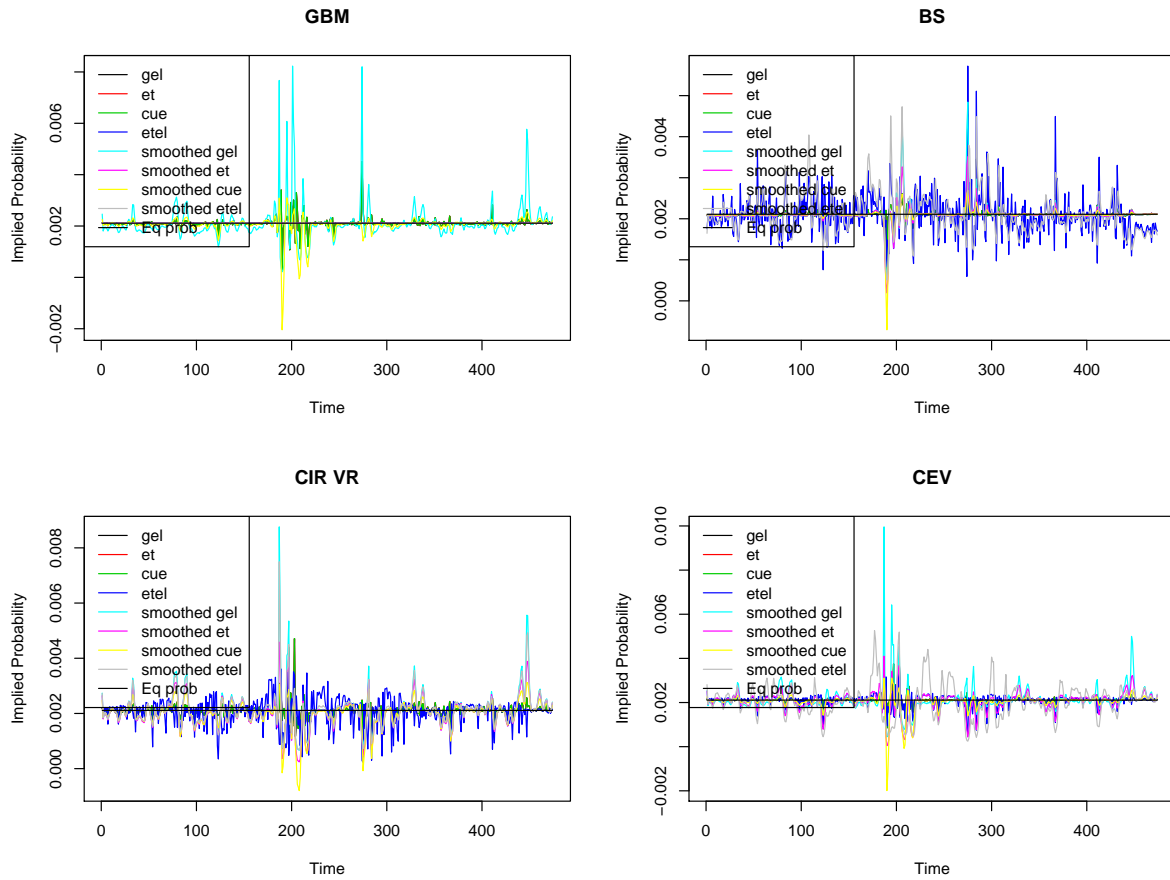 GBM
Implied Probability
0.006
0.002
−0.002
gel
et
cue
etel
smoothed gel
smoothed et
smoothed cue
smoothed etel
Eq prob
0 100 200 300 400
Time
BS
Implied Probability
0.004
0.002
0.000
gel
et
cue
etel
smoothed gel
smoothed et
smoothed cue
smoothed etel
Eq prob
0 100 200 300 400
Time
CIR VR
Implied Probability
0.008
0.006
0.004
0.002
0.000
gel
et
cue
etel
smoothed gel
smoothed et
smoothed cue
smoothed etel
Eq prob
0 100 200 300 400
Time
CEV
Implied Probability
0.010
0.006
0.002
−0.002
gel
et
cue
etel
smoothed gel
smoothed et
smoothed cue
smoothed etel
Eq prob
0 100 200 300 400
Time